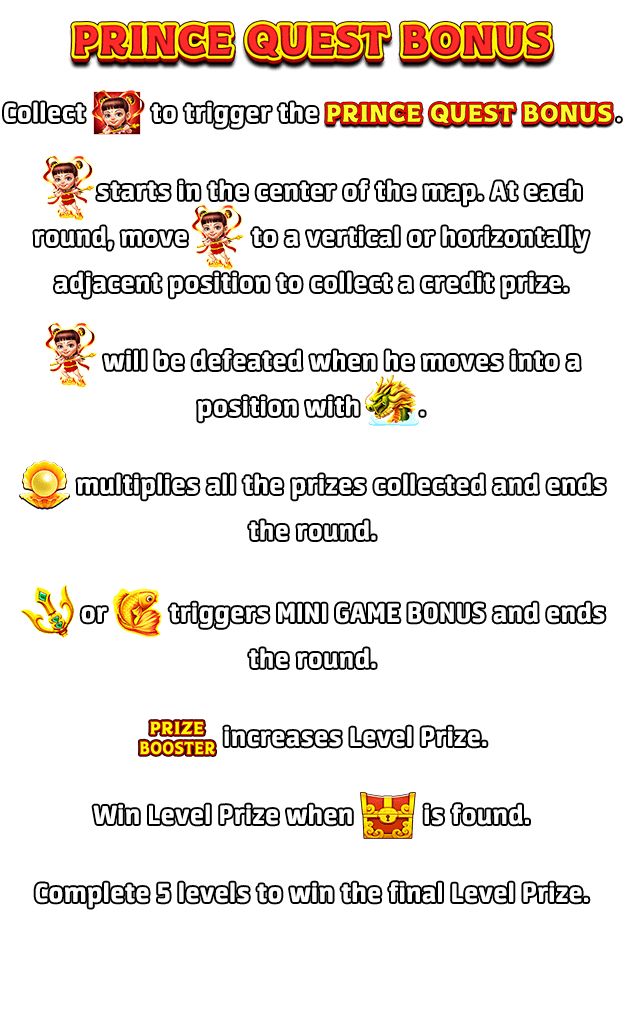 PRINCE QUEST BONUS
Collect to trigger the PRINCE QUEST BONUS.
starts in the center of the map. At each
round, move to a vertical or horizontally
adjacent position to collect a credit prize.
will be defeated when he moves into a
position with .
multiplies all the prizes collected and ends
the round.
or triggers MINI GAME BONUS and ends
the round.
PRIZE
BOOSTER increases Level Prize.
Win Level Prize when is found.
Complete 5 levels to win the final Level Prize.